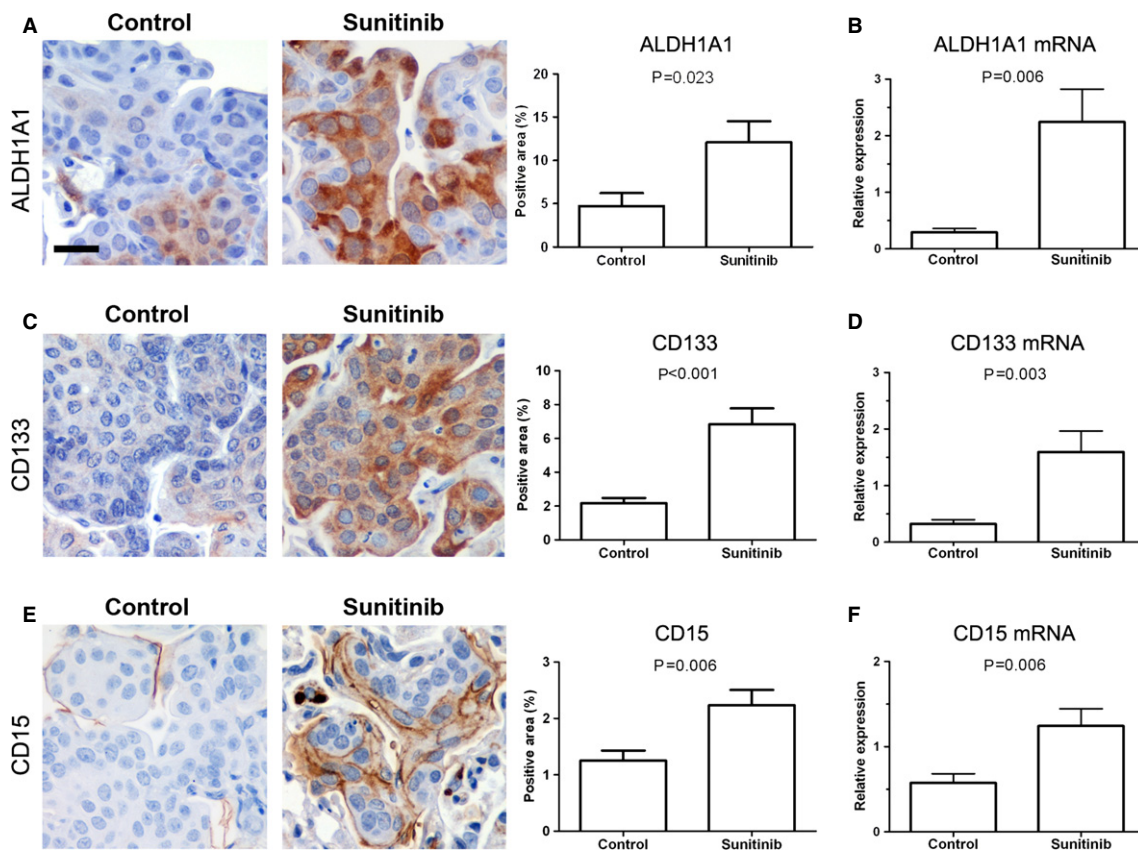 A
Control
Sunitinib
ALDH1A1
ALDH1A1
P=0.023
Positive area (%)
20
15
10
5
0
Control
Sunitinib
B
ALDH1A1 mRNA
P=0.006
Relative expression
3
2
1
0
Control
Sunitinib
C
Control
Sunitinib
CD133
CD133
P<0.001
Positive area (%)
10
8
6
4
2
0
Control
Sunitinib
D
CD133 mRNA
P=0.003
Relative expression
3
2
1
0
Control
Sunitinib
E
Control
Sunitinib
CD15
CD15
P=0.006
Positive area (%)
3
2
1
0
Control
Sunitinib
F
CD15 mRNA
P=0.006
Relative expression
2
1
0
Control
Sunitinib